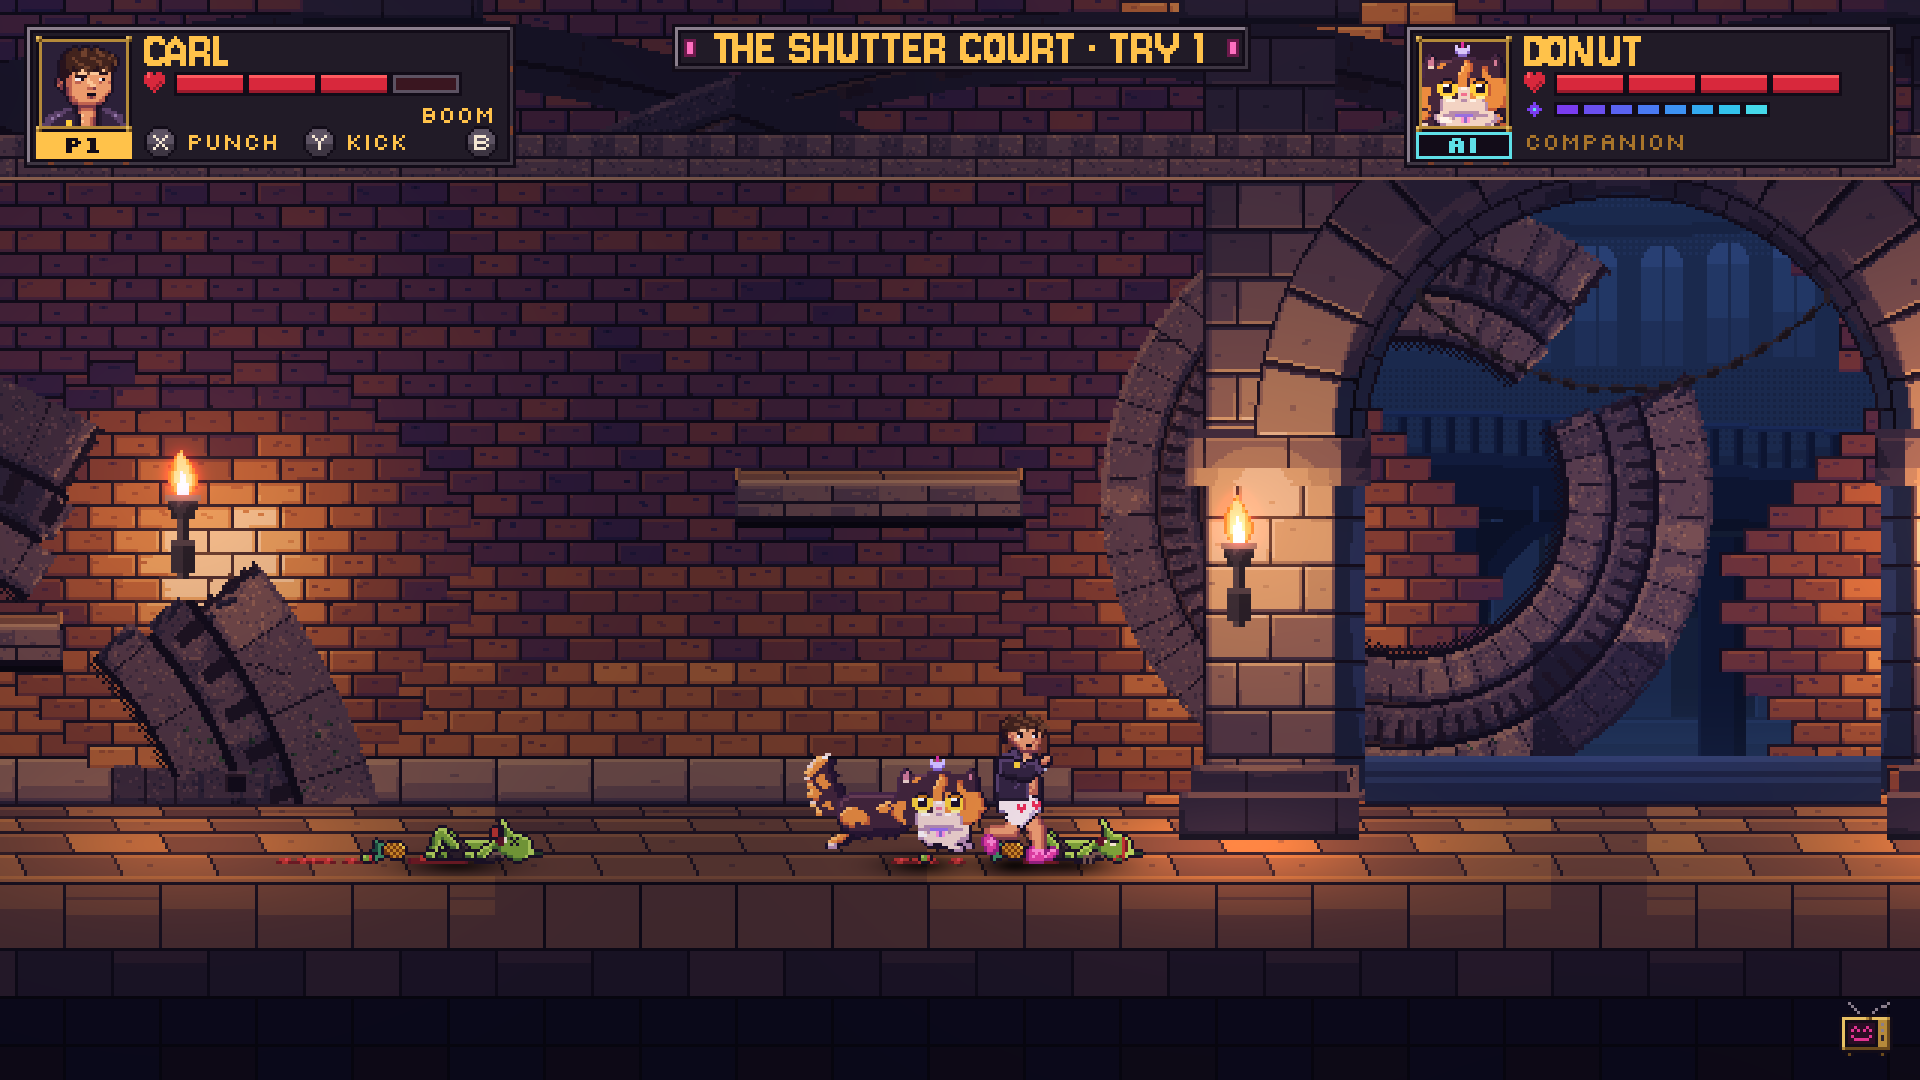 CARL
BOOM
P1
X PUNCH Y KICK B
THE SHUTTER COURT · TRY 1
DONUT
AI
COMPANION